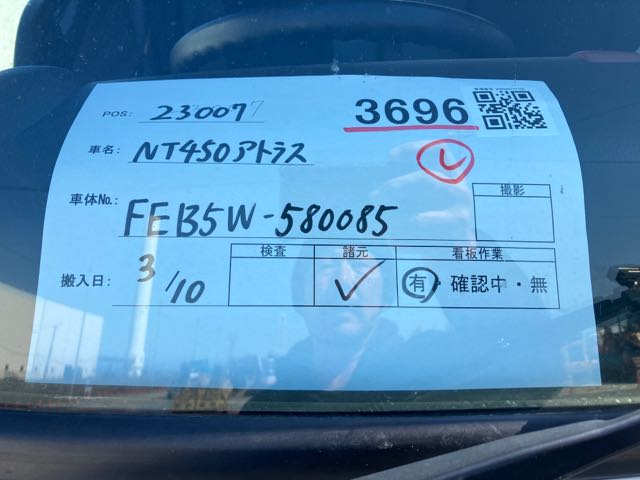 POS: 230077 3696
車名: NT450アトラス レ
車体No.: FEB5W-580085
撮影
検査 諸元 看板作業
搬入日: 3/10 ✓ 有・確認中・無